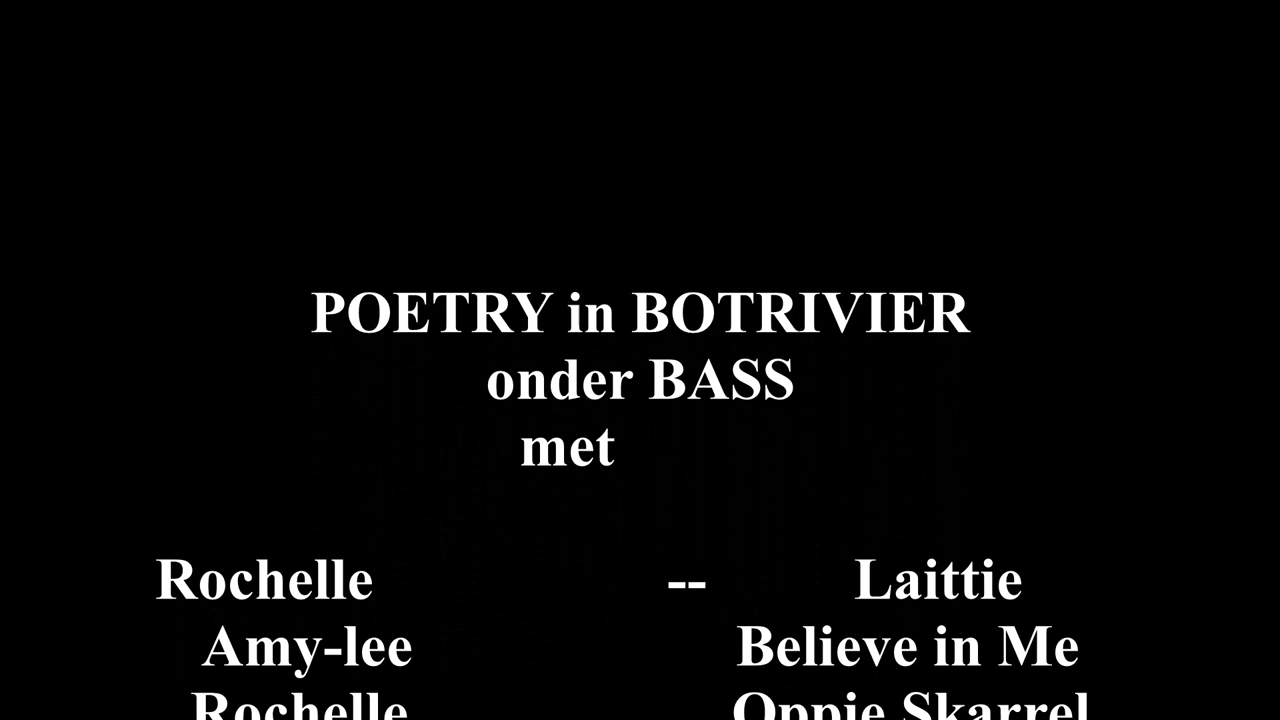 POETRY in BOTRIVIER
onder BASS
met
Rochelle -- Laittie
Amy-lee Believe in Me
Rochelle Oppie Skarrel